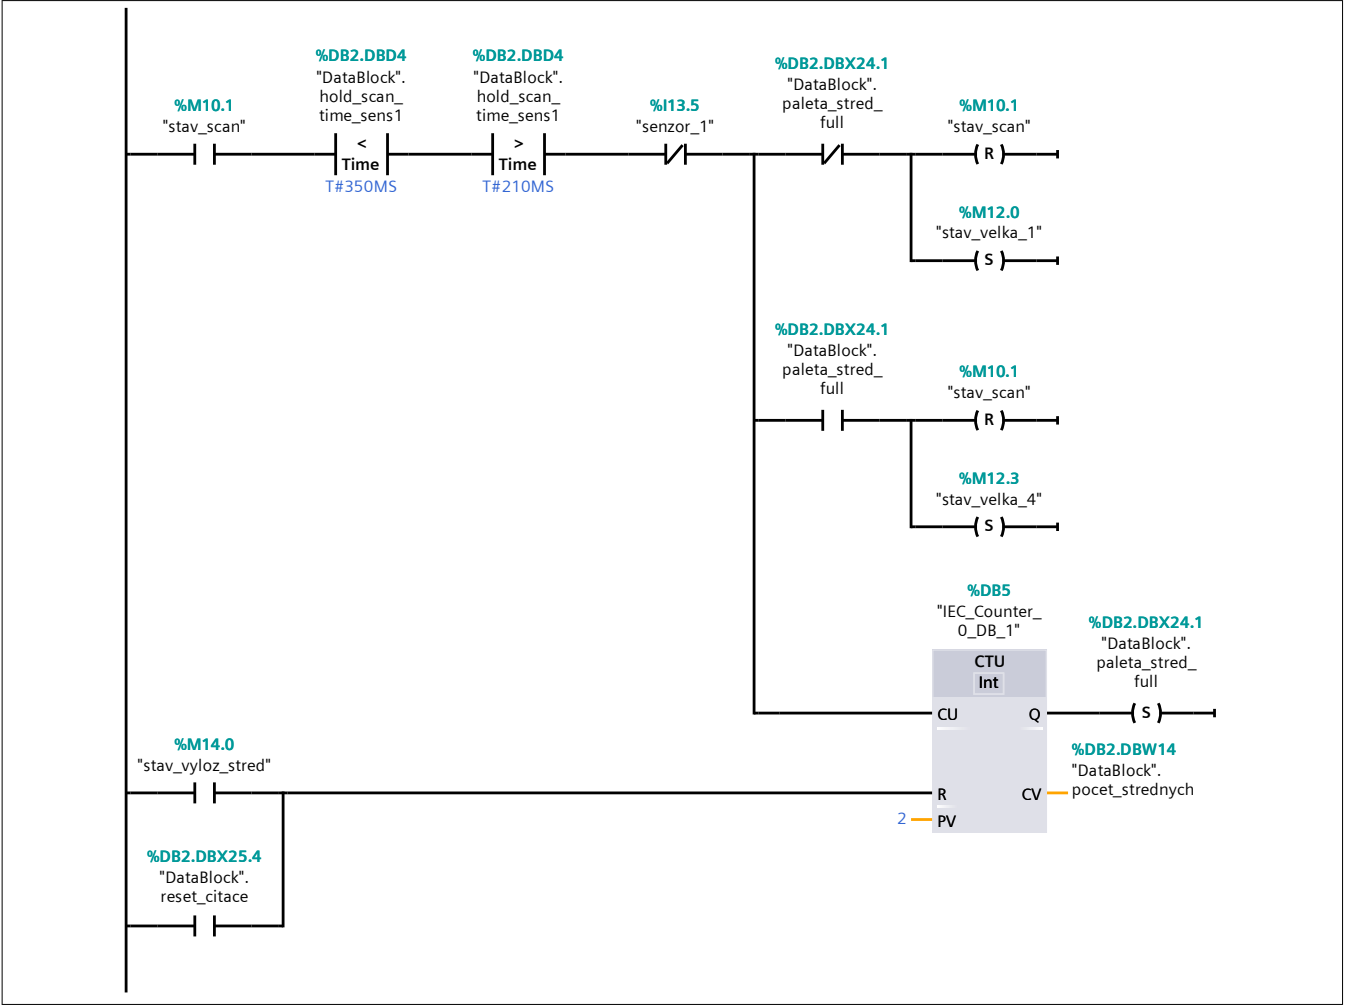 %DB2.DBD4
"DataBlock".
hold_scan_
time_sens1
%DB2.DBD4
"DataBlock".
hold_scan_
time_sens1
%DB2.DBX24.1
"DataBlock".
paleta_stred_
full
%M10.1
"stav_scan"
%I13.5
"senzor_1"
%M10.1
"stav_scan"
<
Time
T#350MS
>
Time
T#210MS
R
%M12.0
"stav_velka_1"
S
%DB2.DBX24.1
"DataBlock".
paleta_stred_
full
%M10.1
"stav_scan"
R
%M12.3
"stav_velka_4"
S
%DB5
"IEC_Counter_
0_DB_1"
%DB2.DBX24.1
"DataBlock".
paleta_stred_
full
CTU
Int
CU
Q
S
%M14.0
"stav_vyloz_stred"
%DB2.DBW14
"DataBlock".
pocet_strednych
R
CV
2
PV
%DB2.DBX25.4
"DataBlock".
reset_citace